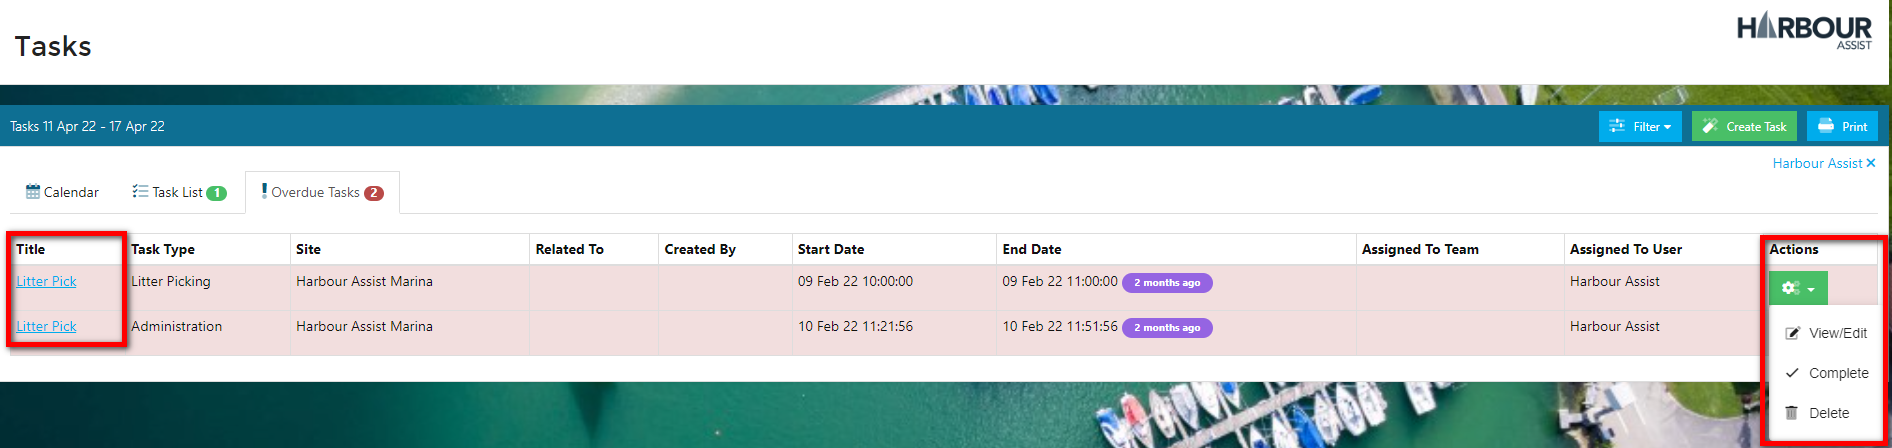 HARBOUR
ASSIST
Tasks
Tasks 11 Apr 22 - 17 Apr 22
Filter
Create Task
Print
Harbour Assist ×
Calendar
Task List 1
Overdue Tasks 2
Title Task Type Site Related To Created By Start Date End Date Assigned To Team Assigned To User Actions
Litter Pick Litter Picking Harbour Assist Marina 09 Feb 22 10:00:00 09 Feb 22 11:00:00 2 months ago Harbour Assist
Litter Pick Administration Harbour Assist Marina 10 Feb 22 11:21:56 10 Feb 22 11:51:56 2 months ago Harbour Assist
View/Edit
Complete
Delete